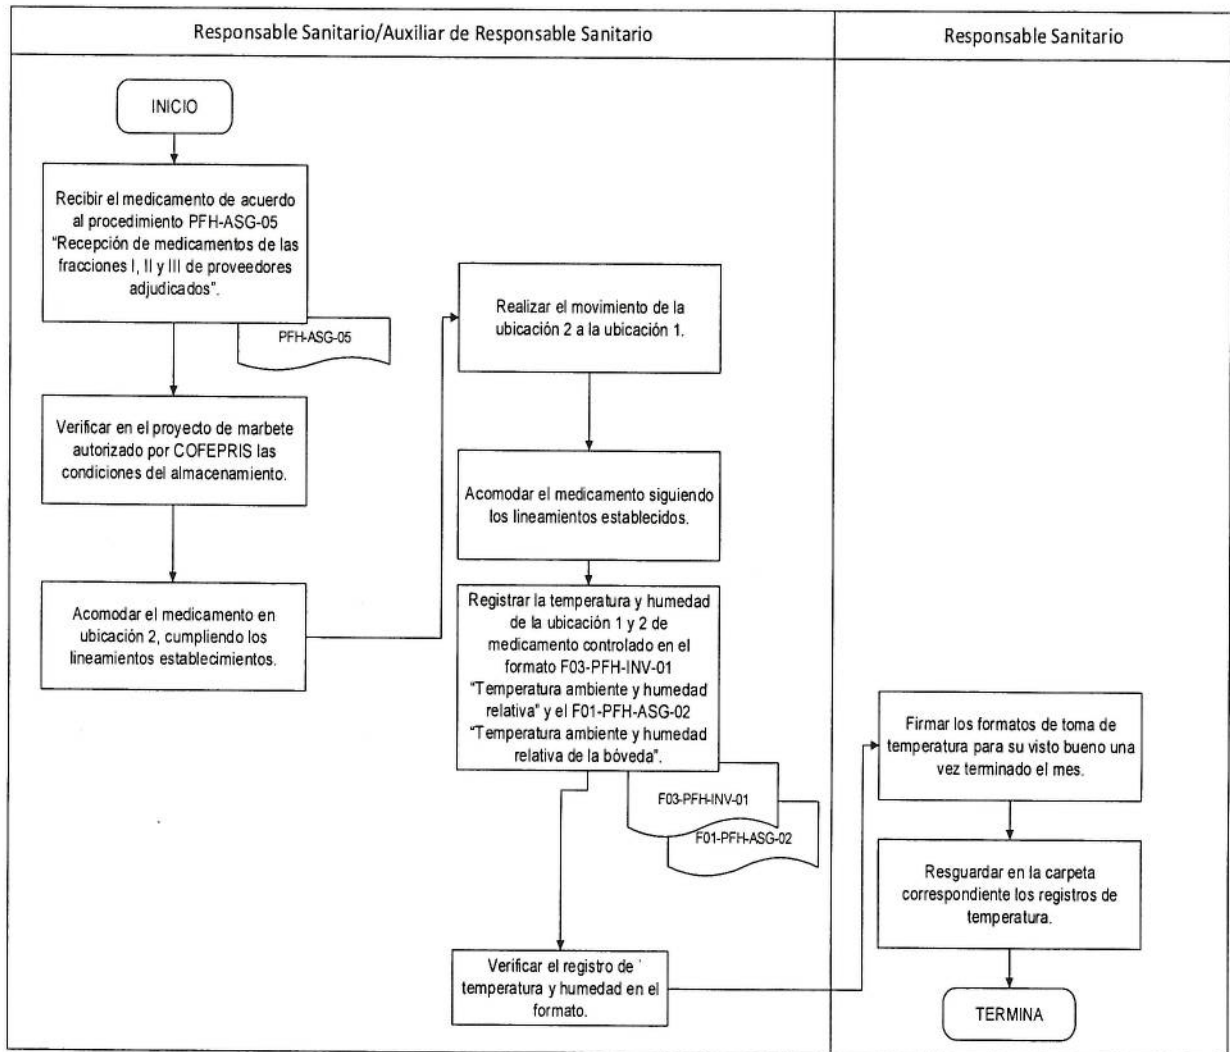 Responsable Sanitario/Auxiliar de Responsable Sanitario
Responsable Sanitario
INICIO
Recibir el medicamento de acuerdo
al procedimiento PFH-ASG-05
"Recepción de medicamentos de las
fracciones I, II y III de proveedores
adjudicados".
PFH-ASG-05
Verificar en el proyecto de marbete
autorizado por COFEPRIS las
condiciones del almacenamiento.
Acomodar el medicamento en
ubicación 2, cumpliendo los
lineamientos establecimientos.
Realizar el movimiento de la
ubicación 2 a la ubicación 1.
Acomodar el medicamento siguiendo
los lineamientos establecidos.
Registrar la temperatura y humedad
de la ubicación 1 y 2 de
medicamento controlado en el
formato F03-PFH-INV-01
"Temperatura ambiente y humedad
relativa" y el F01-PFH-ASG-02
"Temperatura ambiente y humedad
relativa de la bóveda".
F03-PFH-INV-01
F01-PFH-ASG-02
Verificar el registro de
temperatura y humedad en el
formato.
Firmar los formatos de toma de
temperatura para su visto bueno una
vez terminado el mes.
Resguardar en la carpeta
correspondiente los registros de
temperatura.
TERMINA